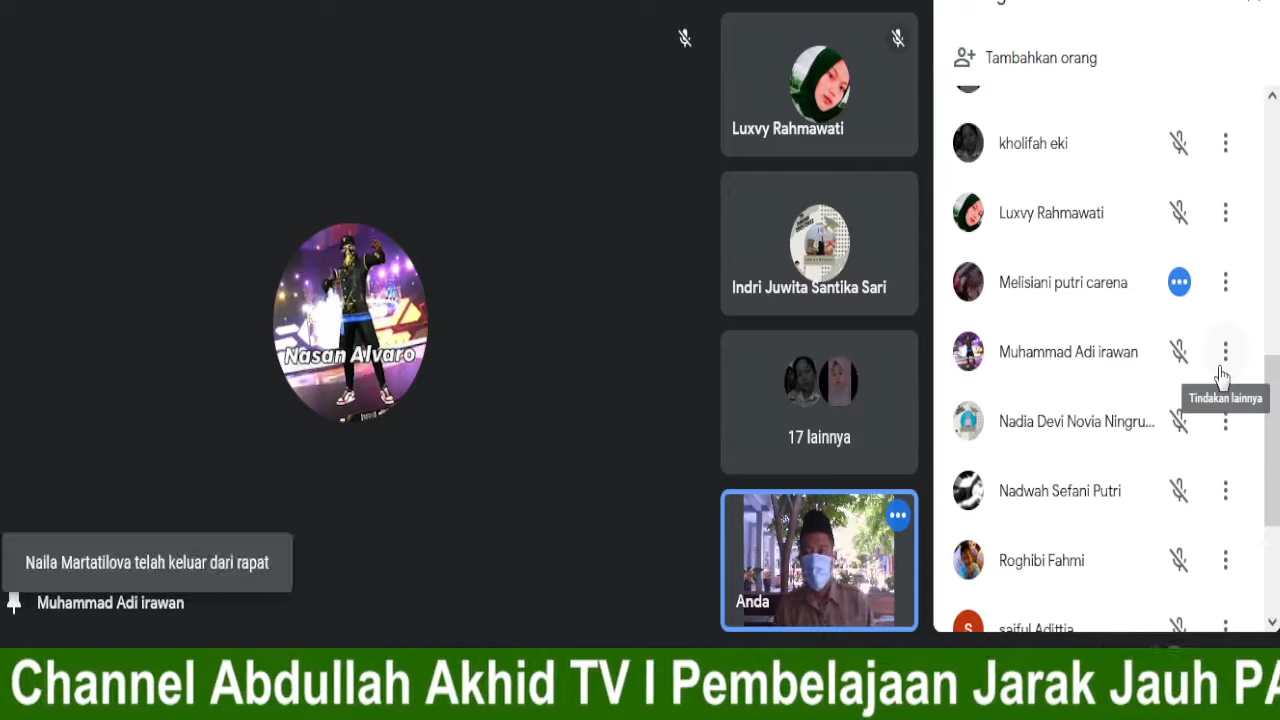 Tambahkan orang
Luxvy Rahmawati
Indri Juwita Santika Sari
17 lainnya
Anda
Nasan Alvaro
Naila Martatilova telah keluar dari rapat
Muhammad Adi irawan
kholifah eki
Luxvy Rahmawati
Melisiani putri carena
Muhammad Adi irawan
Tindakan lainnya
Nadia Devi Novia Ningru...
Nadwah Sefani Putri
Roghibi Fahmi
S saiful Adittia
Channel Abdullah Akhid TV I Pembelajaan Jarak Jauh PA